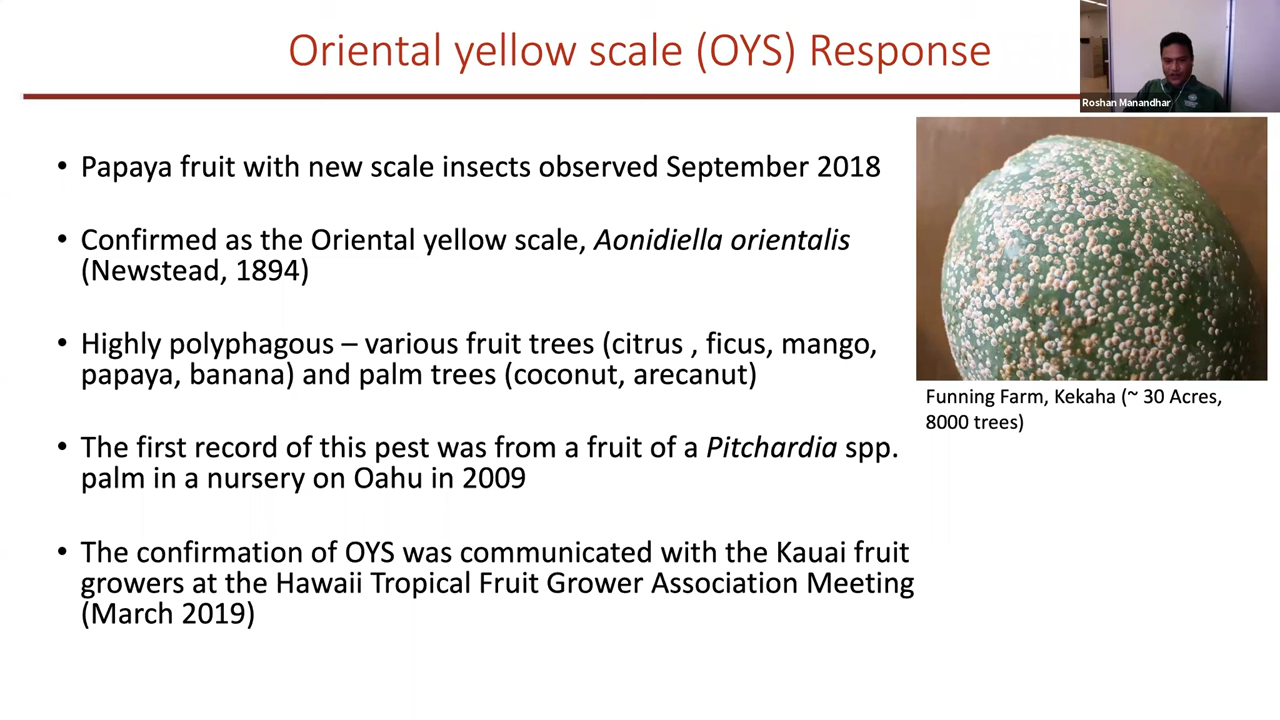 Oriental yellow scale (OYS) Response
Roshan Manandhar
• Papaya fruit with new scale insects observed September 2018
• Confirmed as the Oriental yellow scale, Aonidiella orientalis
(Newstead, 1894)
• Highly polyphagous – various fruit trees (citrus , ficus, mango,
papaya, banana) and palm trees (coconut, arecanut)
• The first record of this pest was from a fruit of a Pitchardia spp.
palm in a nursery on Oahu in 2009
• The confirmation of OYS was communicated with the Kauai fruit
growers at the Hawaii Tropical Fruit Grower Association Meeting
(March 2019)
Funning Farm, Kekaha (~ 30 Acres,
8000 trees)